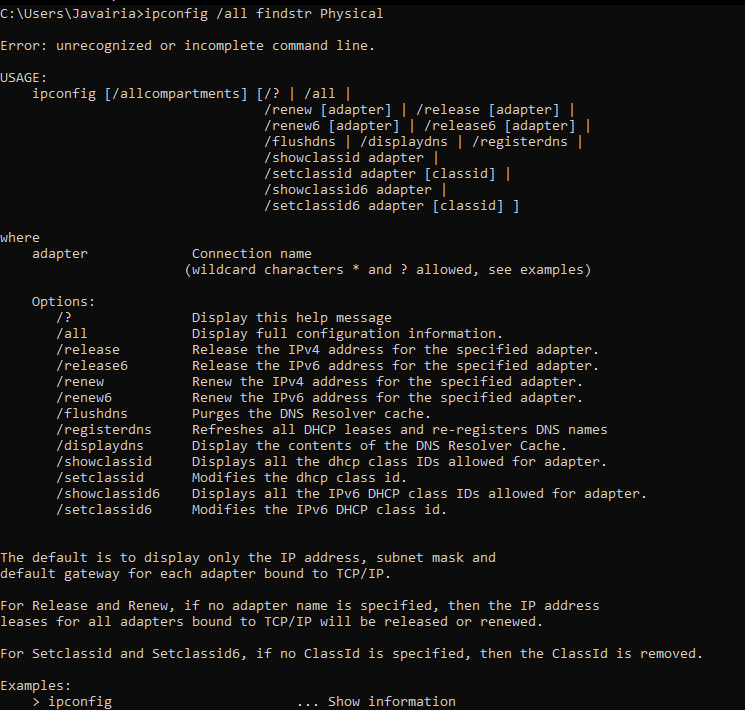 C:\Users\Javairia>ipconfig /all findstr Physical
Error: unrecognized or incomplete command line.
USAGE:
    ipconfig [/allcompartments] [/? | /all |
                                 /renew [adapter] | /release [adapter] |
                                 /renew6 [adapter] | /release6 [adapter] |
                                 /flushdns | /displaydns | /registerdns |
                                 /showclassid adapter |
                                 /setclassid adapter [classid] |
                                 /showclassid6 adapter |
                                 /setclassid6 adapter [classid] ]
where
    adapter             Connection name
                       (wildcard characters * and ? allowed, see examples)
    Options:
       /?               Display this help message
       /all             Display full configuration information.
       /release         Release the IPv4 address for the specified adapter.
       /release6        Release the IPv6 address for the specified adapter.
       /renew           Renew the IPv4 address for the specified adapter.
       /renew6          Renew the IPv6 address for the specified adapter.
       /flushdns        Purges the DNS Resolver cache.
       /registerdns     Refreshes all DHCP leases and re-registers DNS names
       /displaydns      Display the contents of the DNS Resolver Cache.
       /showclassid     Displays all the dhcp class IDs allowed for adapter.
       /setclassid      Modifies the dhcp class id.
       /showclassid6    Displays all the IPv6 DHCP class IDs allowed for adapter.
       /setclassid6     Modifies the IPv6 DHCP class id.
The default is to display only the IP address, subnet mask and
default gateway for each adapter bound to TCP/IP.
For Release and Renew, if no adapter name is specified, then the IP address
leases for all adapters bound to TCP/IP will be released or renewed.
For Setclassid and Setclassid6, if no ClassId is specified, then the ClassId is removed.
Examples:
    > ipconfig                       ... Show information